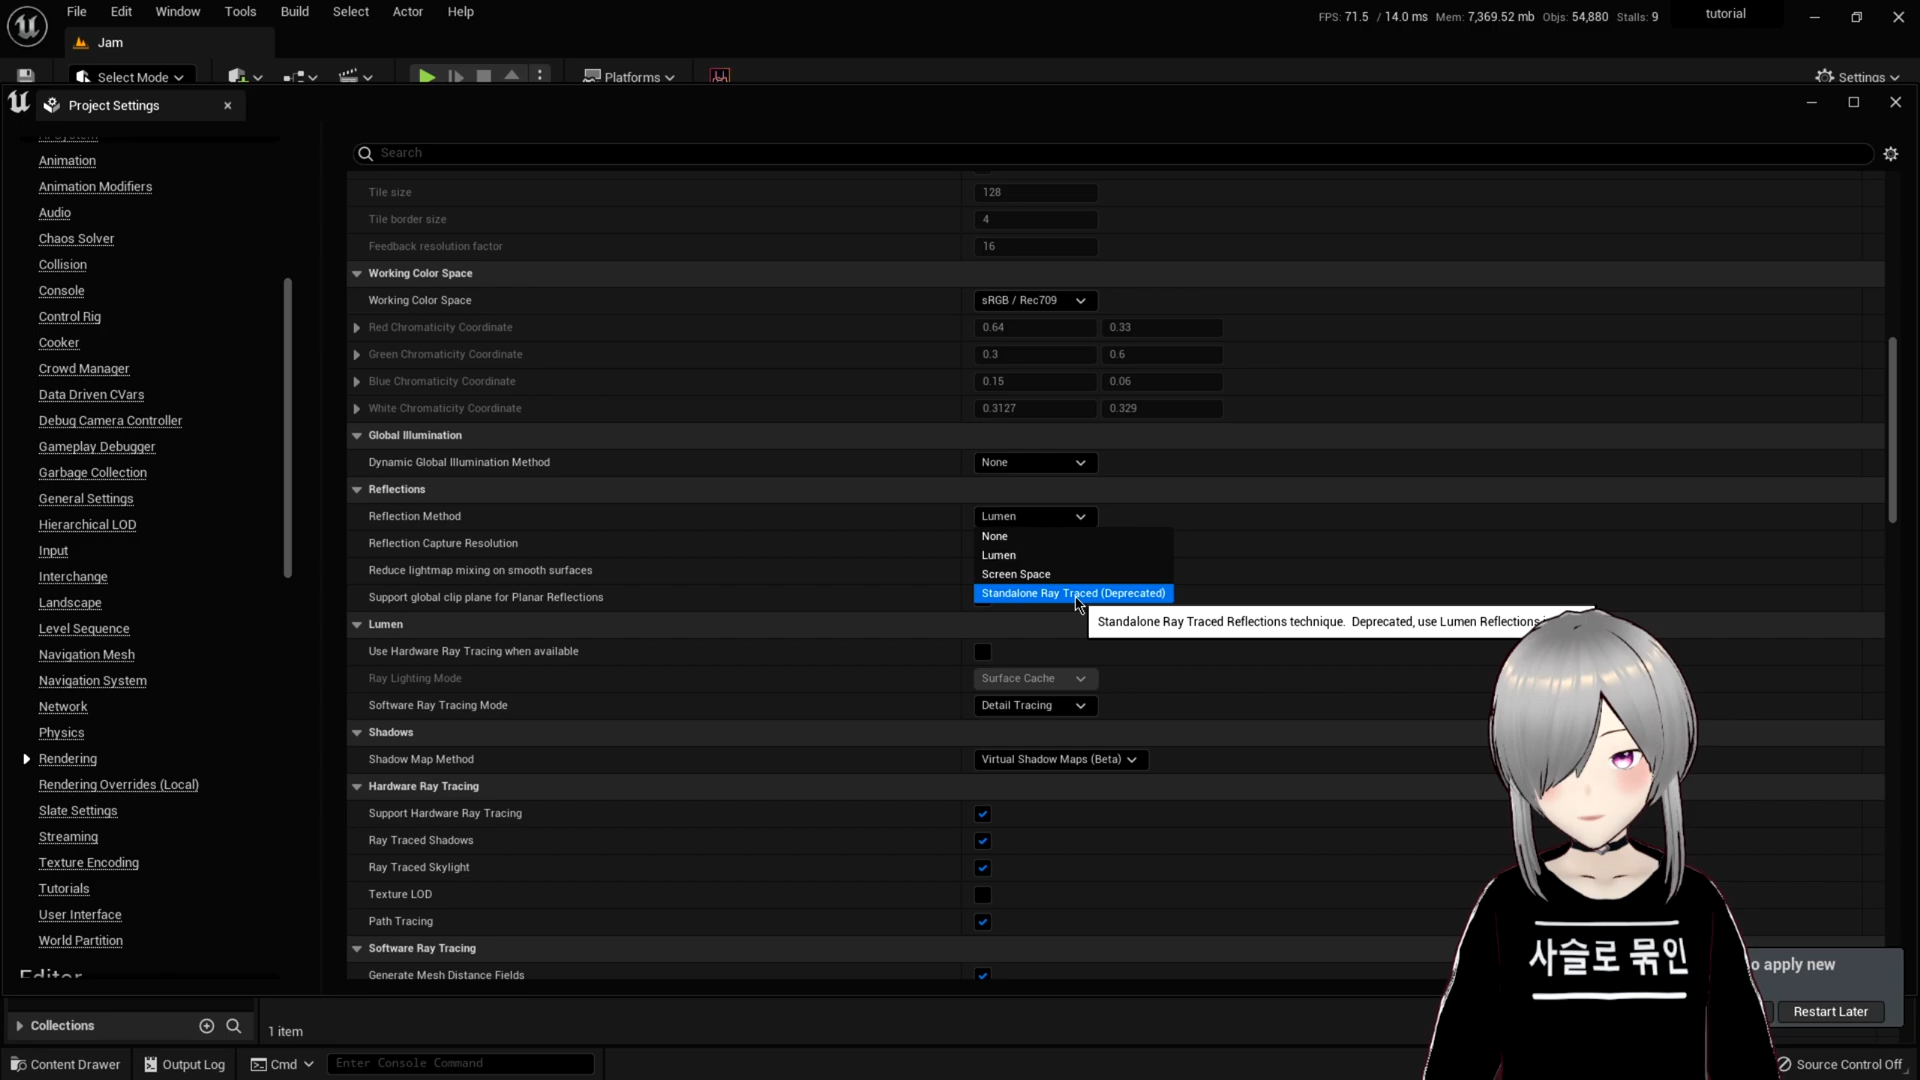 File Edit Window Tools Build Select Actor Help
FPS: 71.5 / 14.0 ms Mem: 7,369.52 mb Objs: 54,880 Stalls: 9
tutorial
Jam
Select Mode
Platforms
Settings
Project Settings
Search
Animation
Animation Modifiers
Audio
Chaos Solver
Collision
Console
Control Rig
Cooker
Crowd Manager
Data Driven CVars
Debug Camera Controller
Gameplay Debugger
Garbage Collection
General Settings
Hierarchical LOD
Input
Interchange
Landscape
Level Sequence
Navigation Mesh
Navigation System
Network
Physics
Rendering
Rendering Overrides (Local)
Slate Settings
Streaming
Texture Encoding
Tutorials
User Interface
World Partition
Editor
Tile size 128
Tile border size 4
Feedback resolution factor 16
Working Color Space
Working Color Space sRGB / Rec709
Red Chromaticity Coordinate 0.64 0.33
Green Chromaticity Coordinate 0.3 0.6
Blue Chromaticity Coordinate 0.15 0.06
White Chromaticity Coordinate 0.3127 0.329
Global Illumination
Dynamic Global Illumination Method None
Reflections
Reflection Method Lumen
None
Reflection Capture Resolution
Lumen
Reduce lightmap mixing on smooth surfaces
Screen Space
Support global clip plane for Planar Reflections
Standalone Ray Traced (Deprecated)
Standalone Ray Traced Reflections technique. Deprecated, use Lumen Reflections
Lumen
Use Hardware Ray Tracing when available
Ray Lighting Mode Surface Cache
Software Ray Tracing Mode Detail Tracing
Shadows
Shadow Map Method Virtual Shadow Maps (Beta)
Hardware Ray Tracing
Support Hardware Ray Tracing
Ray Traced Shadows
Ray Traced Skylight
Texture LOD
Path Tracing
Software Ray Tracing
Generate Mesh Distance Fields
사슬로 묶인
o apply new
Restart Later
Collections
1 item
Content Drawer Output Log Cmd Enter Console Command
Source Control Off